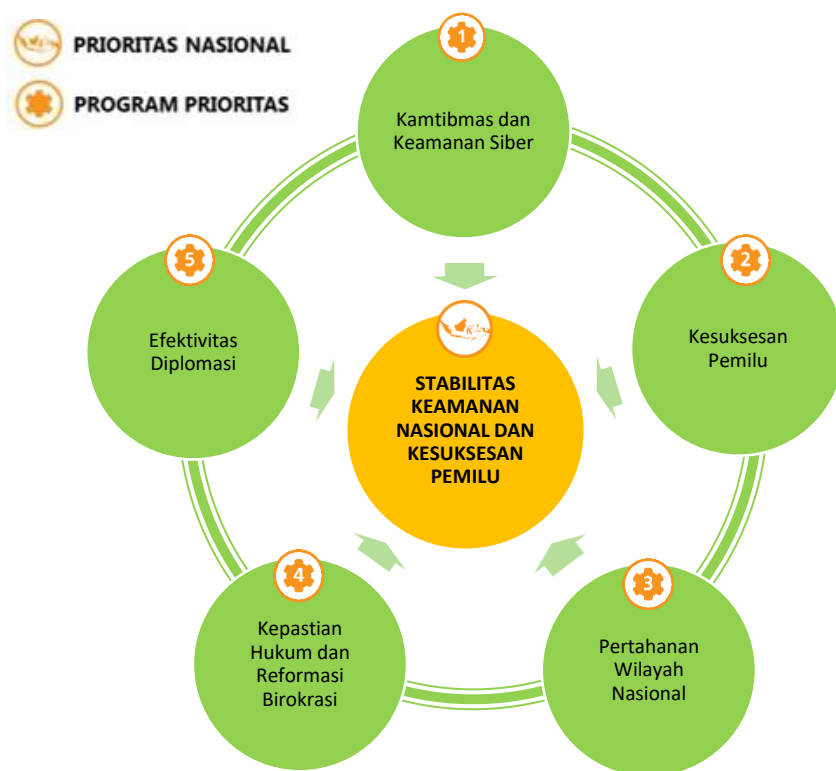 PRIORITAS NASIONAL
PROGRAM PRIORITAS
1
Kamtibmas dan
Keamanan Siber
2
Kesuksesan
Pemilu
3
Pertahanan
Wilayah
Nasional
4
Kepastian
Hukum dan
Reformasi
Birokrasi
5
Efektivitas
Diplomasi
STABILITAS
KEAMANAN
NASIONAL DAN
KESUKSESAN
PEMILU